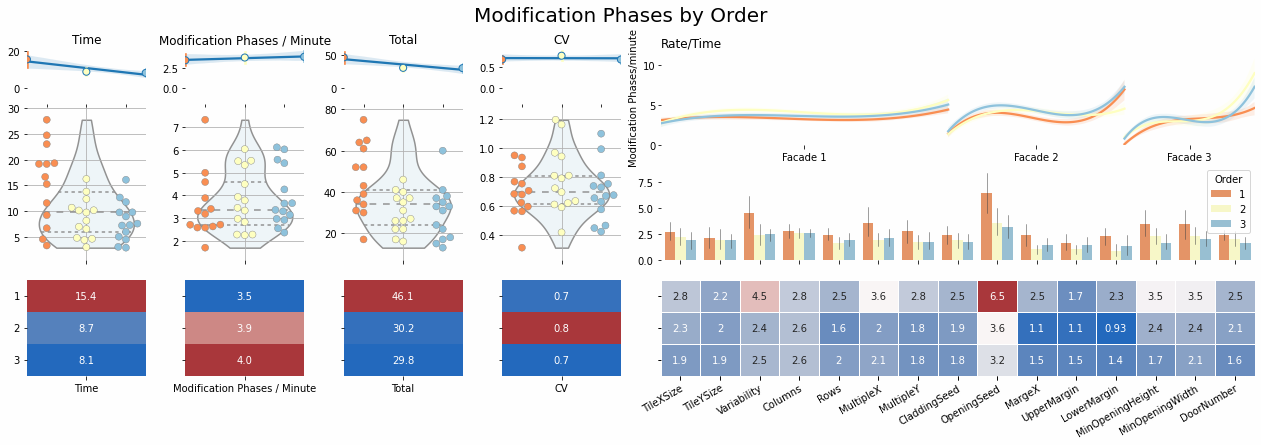 Modification Phases by Order
Time
Modification Phases / Minute
Total
CV
Rate/Time
20
0
2.5
0.0
50
0
0.5
0.0
Modification Phases/minute
10
5
0
Facade 1
Facade 2
Facade 3
30
25
20
15
10
5
7
6
5
4
3
2
80
60
40
20
1.2
1.0
0.8
0.6
0.4
7.5
5.0
2.5
0.0
Order
1
2
3
1
2
3
15.4
8.7
8.1
3.5
3.9
4.0
46.1
30.2
29.8
0.7
0.8
0.7
2.8 2.2 4.5 2.8 2.5 3.6 2.8 2.5 6.5 2.5 1.7 2.3 3.5 3.5 2.5
2.3 2 2.4 2.6 1.6 2 1.8 1.9 3.6 1.1 1.1 0.93 2.4 2.4 2.1
1.9 1.9 2.5 2.6 2 2.1 1.8 1.8 3.2 1.5 1.5 1.4 1.7 2.1 1.6
Time
Modification Phases / Minute
Total
CV
TileXSize
TileYSize
Variability
Columns
Rows
MultipleX
MultipleY
CladdingSeed
OpeningSeed
MargeX
UpperMargin
LowerMargin
MinOpeningHeight
MinOpeningWidth
DoorNumber